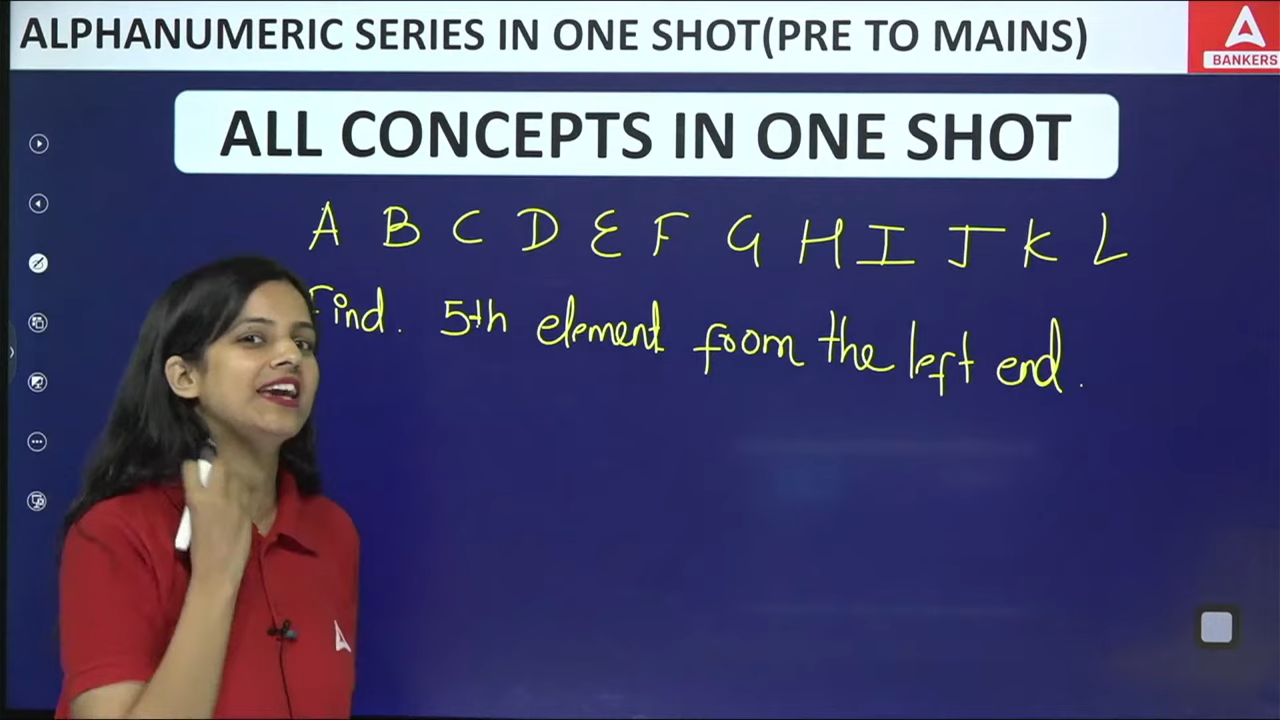 ALPHANUMERIC SERIES IN ONE SHOT(PRE TO MAINS)
BANKERS
ALL CONCEPTS IN ONE SHOT
A B C D E F G H I J K L
Find. 5th element from the left end.